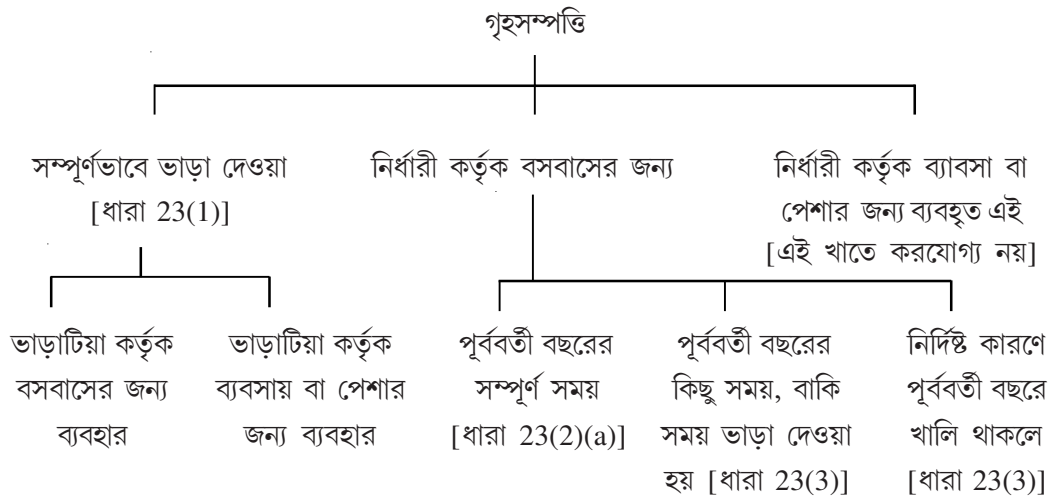 গৃহসম্পত্তি
সম্পূর্ণভাবে ভাড়া দেওয়া
[ধারা 23(1)]
নির্ধারী কর্তৃক বসবাসের জন্য
নির্ধারী কর্তৃক ব্যাবসা বা
পেশার জন্য ব্যবহৃত এই
[এই খাতে করযোগ্য নয়]
ভাড়াটিয়া কর্তৃক
বসবাসের জন্য
ব্যবহার
ভাড়াটিয়া কর্তৃক
ব্যবসায় বা পেশার
জন্য ব্যবহার
পূর্ববর্তী বছরের
সম্পূর্ণ সময়
[ধারা 23(2)(a)]
পূর্ববর্তী বছরের
কিছু সময়, বাকি
সময় ভাড়া দেওয়া
হয় [ধারা 23(3)]
নির্দিষ্ট কারণে
পূর্ববর্তী বছরে
খালি থাকলে
[ধারা 23(3)]